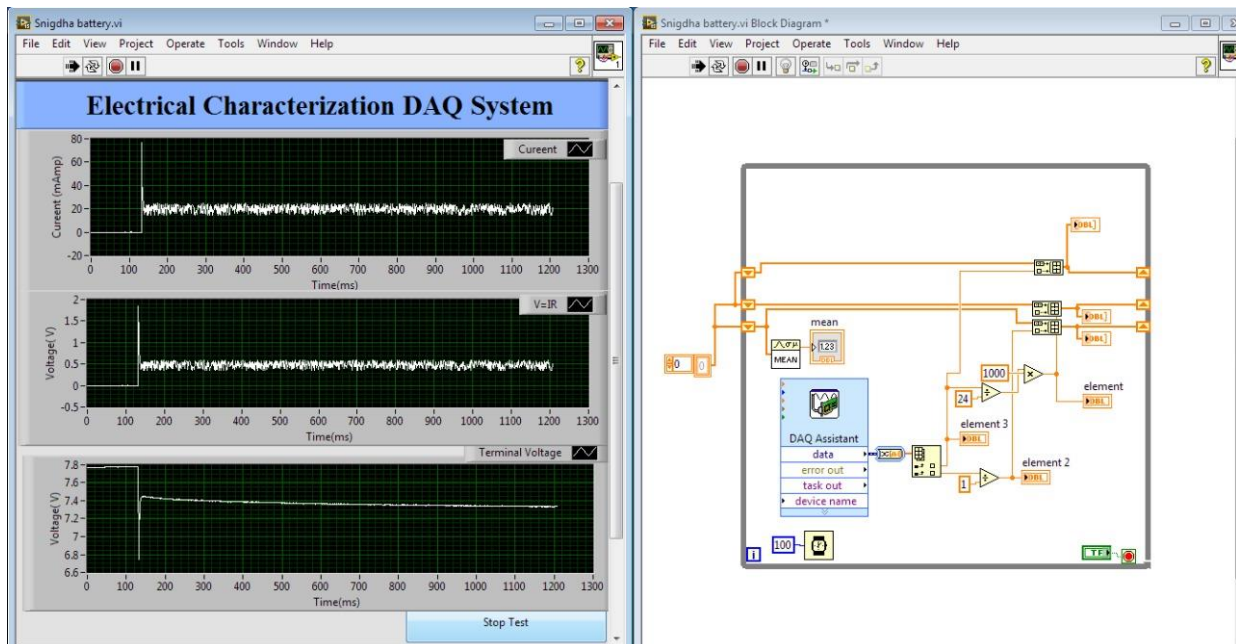 Snigdha battery.vi
File Edit View Project Operate Tools Window Help
1
Electrical Characterization DAQ System
Cureent
80
60
40
20
0
-20
Cureent (mAmp)
0 100 200 300 400 500 600 700 800 900 1000 1100 1200 1300
Time(ms)
V=IR
2
1.5
1
0.5
0
-0.5
Voltage( V)
0 100 200 300 400 500 600 700 800 900 1000 1100 1200 1300
Time(ms)
Terminal Voltage
7.8
7.4
7.2
7
6.8
6.6
Voltage( V)
0 100 200 300 400 500 600 700 800 900 1000 1100 1200 1300
Time(ms)
Stop Test
Snigdha battery.vi Block Diagram *
File Edit View Project Operate Tools Window Help
DBL]
DBL]
DBL]
mean
1.23
MEAN
0 0
1000
24
element
DBL
DAQ Assistant
data
error out
task out
device name
element 3
DBL
element 2
1
DBL
100
i
TF